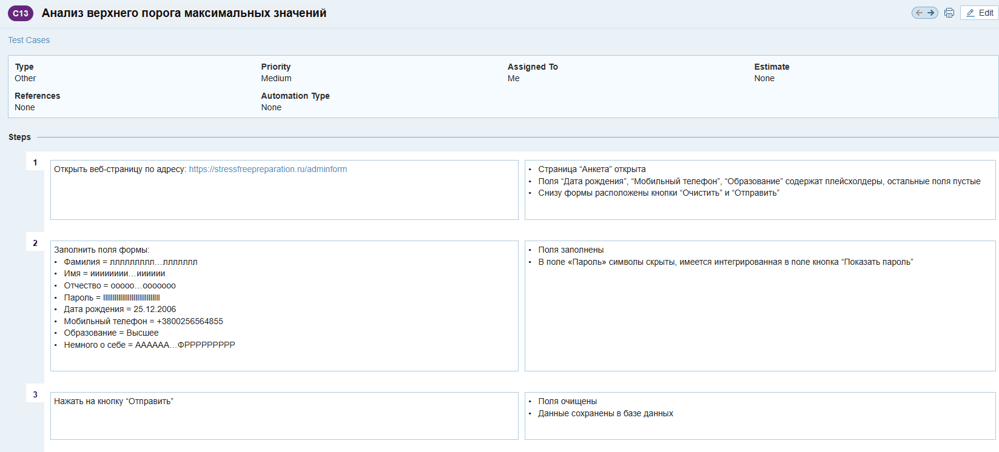 C13 Анализ верхнего порога максимальных значений
Edit
Test Cases
Type Priority Assigned To Estimate
Other Medium Me None
References Automation Type
None None
Steps
1
Открыть веб-страницу по адресу: https://stressfreepreparation.ru/adminform
• Страница “Анкета” открыта
• Поля “Дата рождения”, “Мобильный телефон”, “Образование” содержат плейсхолдеры, остальные поля пустые
• Снизу формы расположены кнопки “Очистить” и “Отправить”
2
Заполнить поля формы:
• Фамилия = ллллллллл…ллллллл
• Имя = ииииииии…ииииии
• Отчество = ооооо…ооооооо
• Пароль = llllllllllllllllllllllllllllll
• Дата рождения = 25.12.2006
• Мобильный телефон = +3800256564855
• Образование = Высшее
• Немного о себе = АААААА…ФРРРРРРРРР
• Поля заполнены
• В поле «Пароль» символы скрыты, имеется интегрированная в поле кнопка “Показать пароль”
3
Нажать на кнопку “Отправить”
• Поля очищены
• Данные сохранены в базе данных